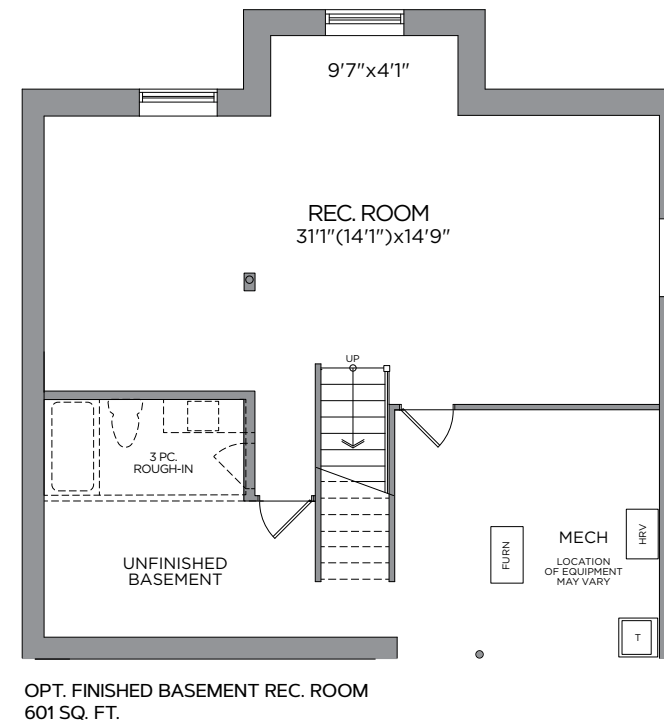 9'7"x4'1"
REC. ROOM
31'1"(14'1")x14'9"
UP
3 PC.
ROUGH-IN
UNFINISHED
BASEMENT
FURN
MECH
LOCATION
OF EQUIPMENT
MAY VARY
HRV
T
OPT. FINISHED BASEMENT REC. ROOM
601 SQ. FT.